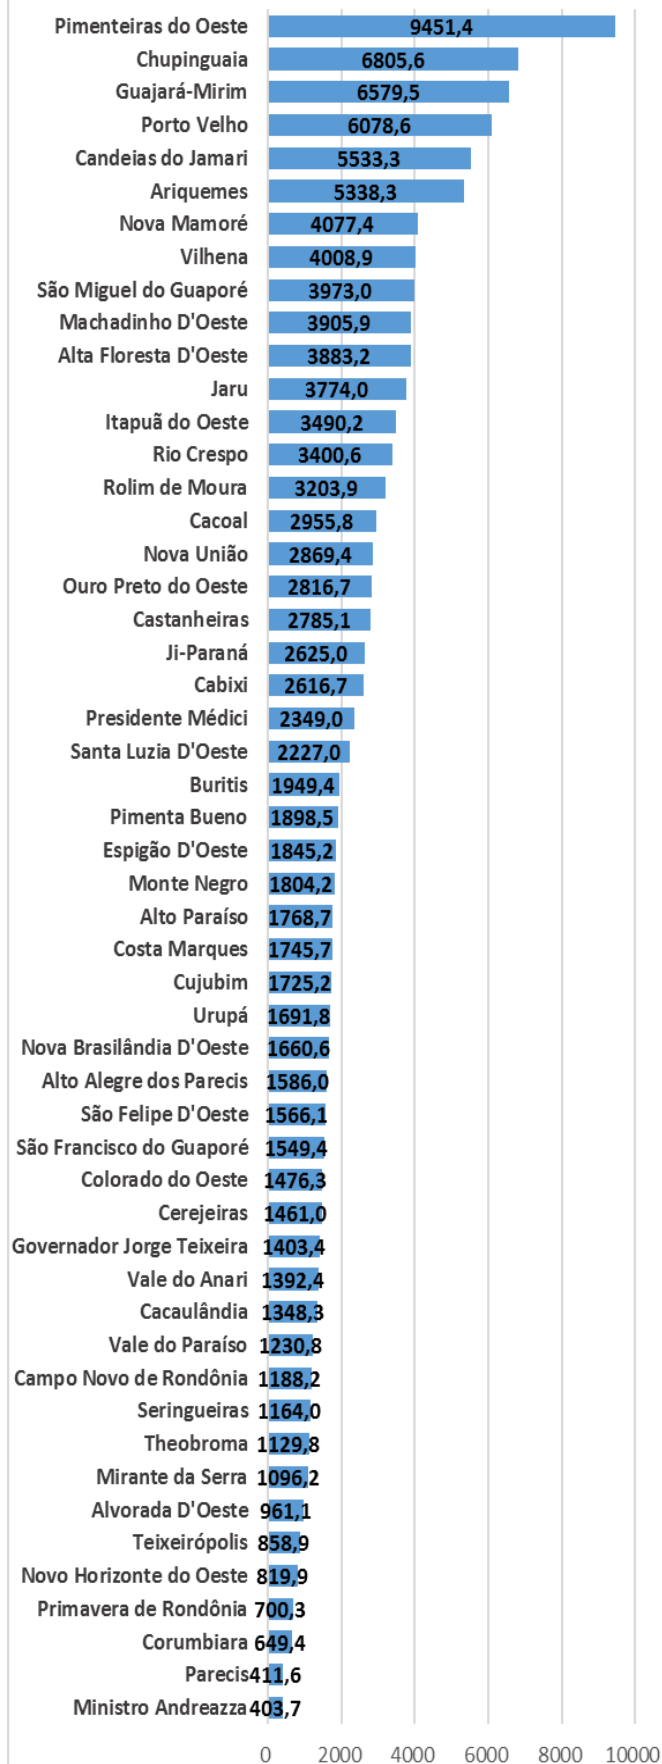 Pimenteiras do Oeste 9451,4
Chupinguaia 6805,6
Guajará-Mirim 6579,5
Porto Velho 6078,6
Candeias do Jamari 5533,3
Ariquemes 5338,3
Nova Mamoré 4077,4
Vilhena 4008,9
São Miguel do Guaporé 3973,0
Machadinho D'Oeste 3905,9
Alta Floresta D'Oeste 3883,2
Jaru 3774,0
Itapuã do Oeste 3490,2
Rio Crespo 3400,6
Rolim de Moura 3203,9
Cacoal 2955,8
Nova União 2869,4
Ouro Preto do Oeste 2816,7
Castanheiras 2785,1
Ji-Paraná 2625,0
Cabixi 2616,7
Presidente Médici 2349,0
Santa Luzia D'Oeste 2227,0
Buritis 1949,4
Pimenta Bueno 1898,5
Espigão D'Oeste 1845,2
Monte Negro 1804,2
Alto Paraíso 1768,7
Costa Marques 1745,7
Cujubim 1725,2
Urupá 1691,8
Nova Brasilândia D'Oeste 1660,6
Alto Alegre dos Parecis 1586,0
São Felipe D'Oeste 1566,1
São Francisco do Guaporé 1549,4
Colorado do Oeste 1476,3
Cerejeiras 1461,0
Governador Jorge Teixeira 1403,4
Vale do Anari 1392,4
Cacaulândia 1348,3
Vale do Paraíso 1230,8
Campo Novo de Rondônia 1188,2
Seringueiras 1164,0
Theobroma 1129,8
Mirante da Serra 1096,2
Alvorada D'Oeste 961,1
Teixeirópolis 858,9
Novo Horizonte do Oeste 819,9
Primavera de Rondônia 700,3
Corumbiara 649,4
Parecis 411,6
Ministro Andreazza 403,7
0 2000 4000 6000 8000 10000